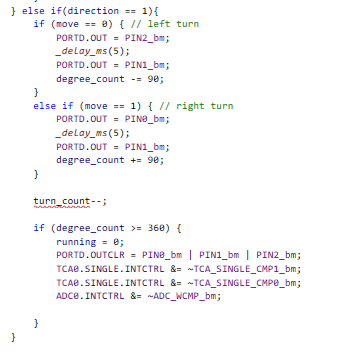 } else if(direction == 1){
if (move == 0) { // left turn
PORTD.OUT = PIN2_bm;
_delay_ms(5);
PORTD.OUT = PIN1_bm;
degree_count -= 90;
}
else if (move == 1) { // right turn
PORTD.OUT = PIN0_bm;
_delay_ms(5);
PORTD.OUT = PIN1_bm;
degree_count += 90;
}
turn_count--;
if (degree_count >= 360) {
running = 0;
PORTD.OUTCLR = PIN0_bm | PIN1_bm | PIN2_bm;
TCA0.SINGLE.INTCTRL &= ~TCA_SINGLE_CMP1_bm;
TCA0.SINGLE.INTCTRL &= ~TCA_SINGLE_CMP0_bm;
ADC0.INTCTRL &= ~ADC_WCMP_bm;
}
}